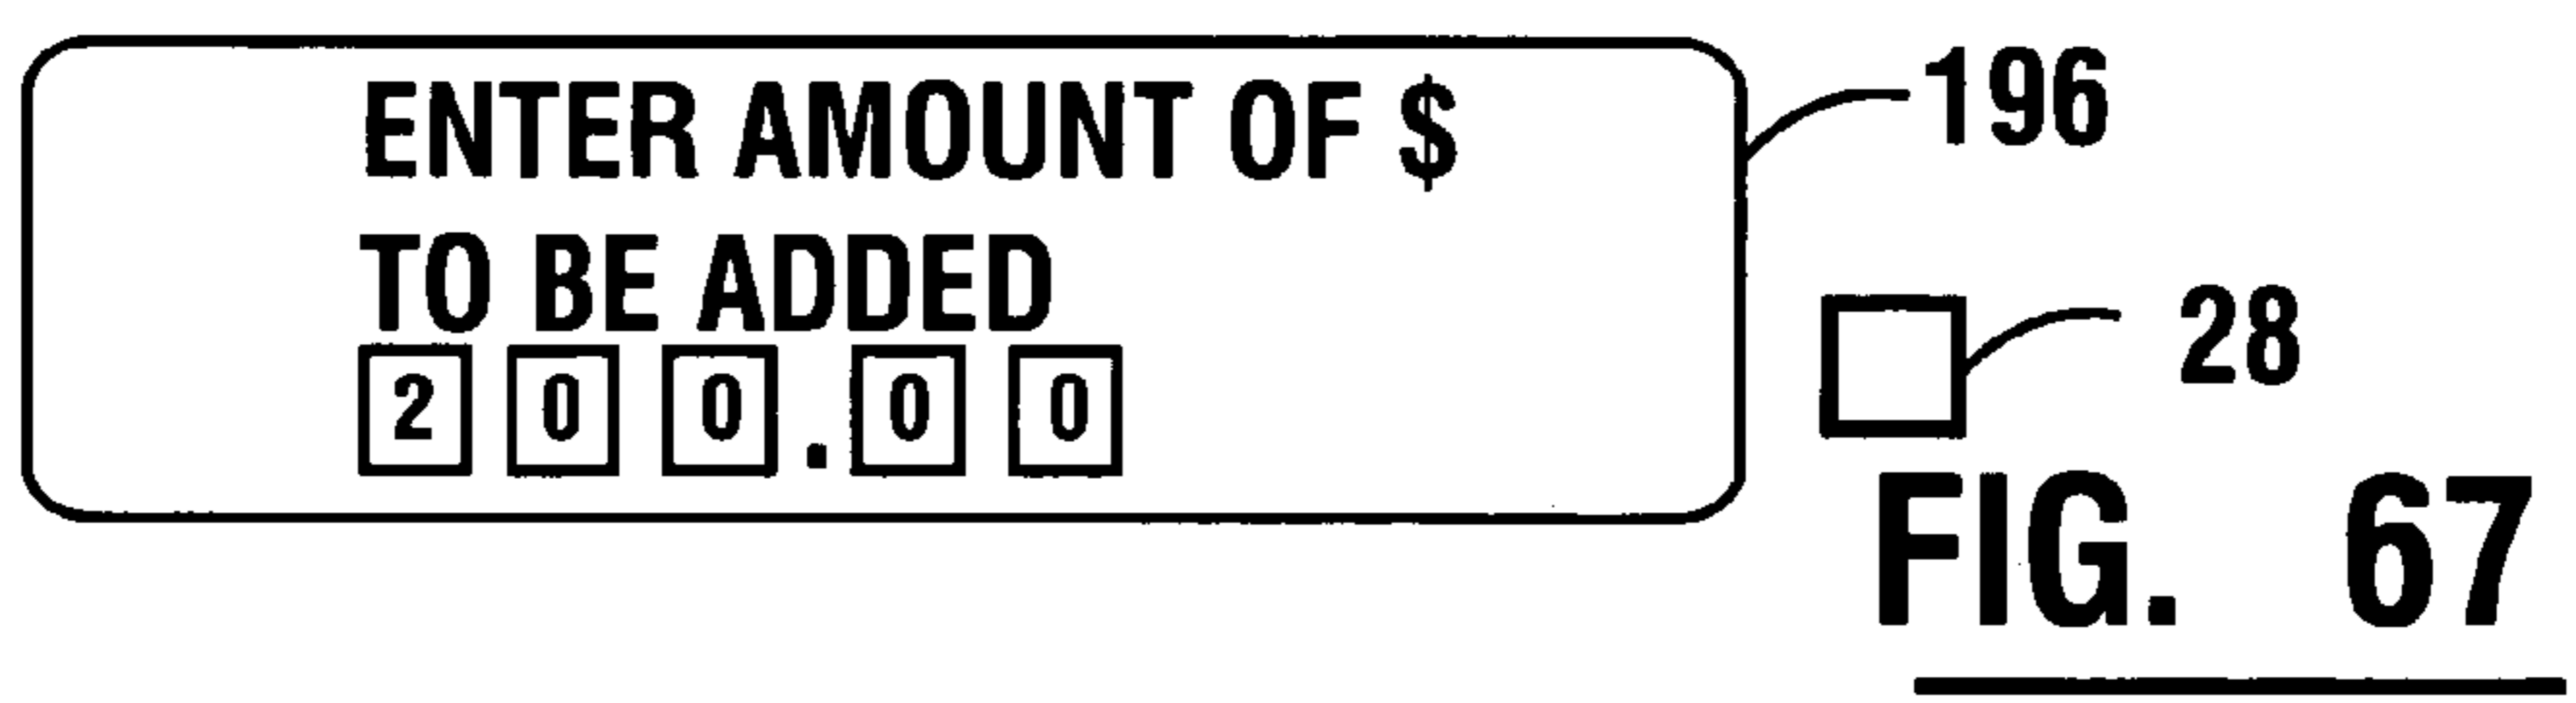 ENTER AMOUNT OF $
TO BE ADDED
200.00
196
28
FIG. 67